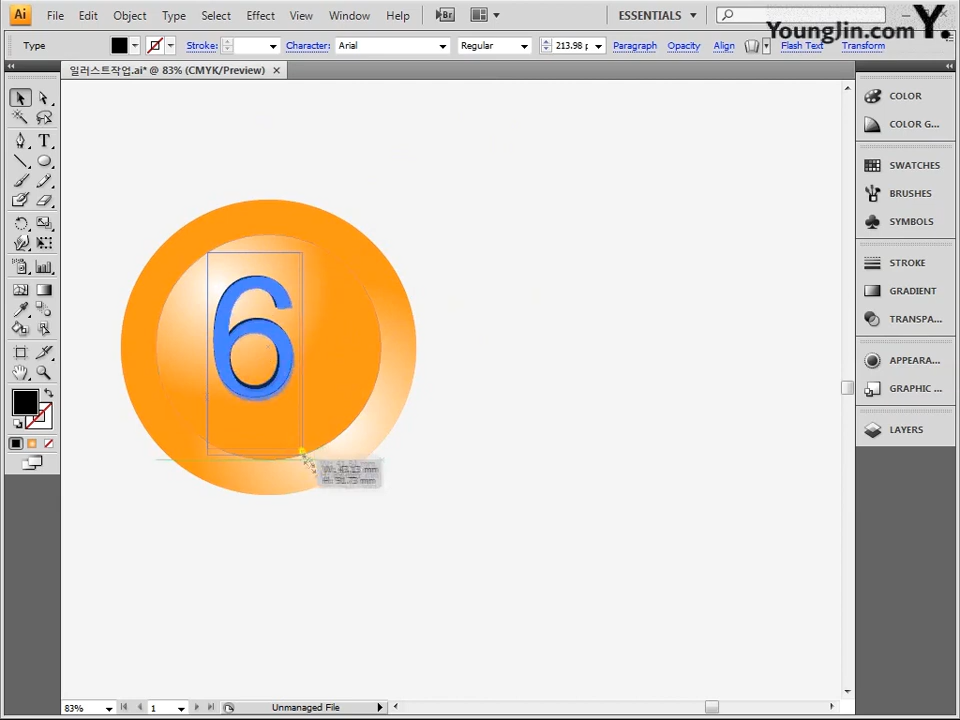 Ai File Edit Object Type Select Effect View Window Help Br ESSENTIALS
YoungJin.com Y.
Type Stroke: Character: Arial Regular 213.98 p Paragraph Opacity Align Flash Text Transform
일러스트작업.ai* @ 83% (CMYK/Preview)
COLOR
COLOR G...
SWATCHES
BRUSHES
SYMBOLS
STROKE
GRADIENT
TRANSPA...
APPEARA...
GRAPHIC ...
LAYERS
6
83% 1 Unmanaged File